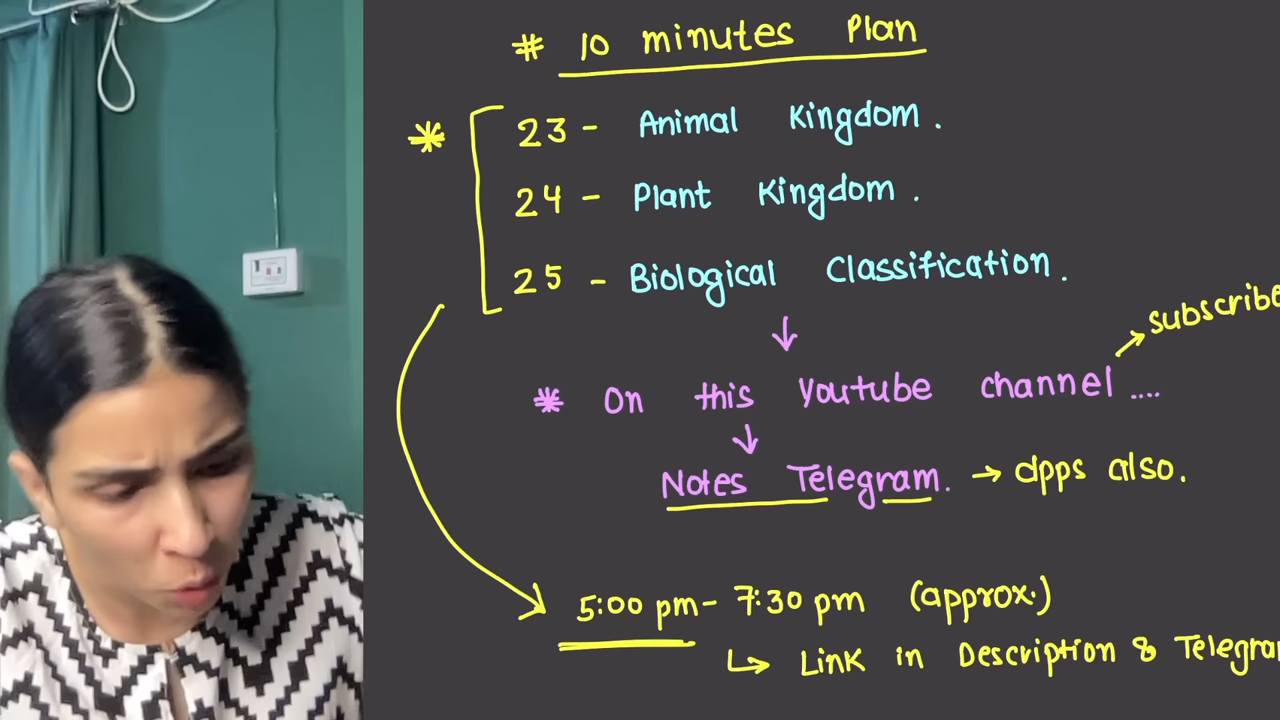 # 10 minutes Plan
* 23 - Animal Kingdom.
24 - Plant Kingdom.
25 - Biological Classification.
subscribe
* On this Youtube channel ....
Notes Telegram. → dpps also.
5:00 pm - 7:30 pm (approx.)
Link in Description & Telegra